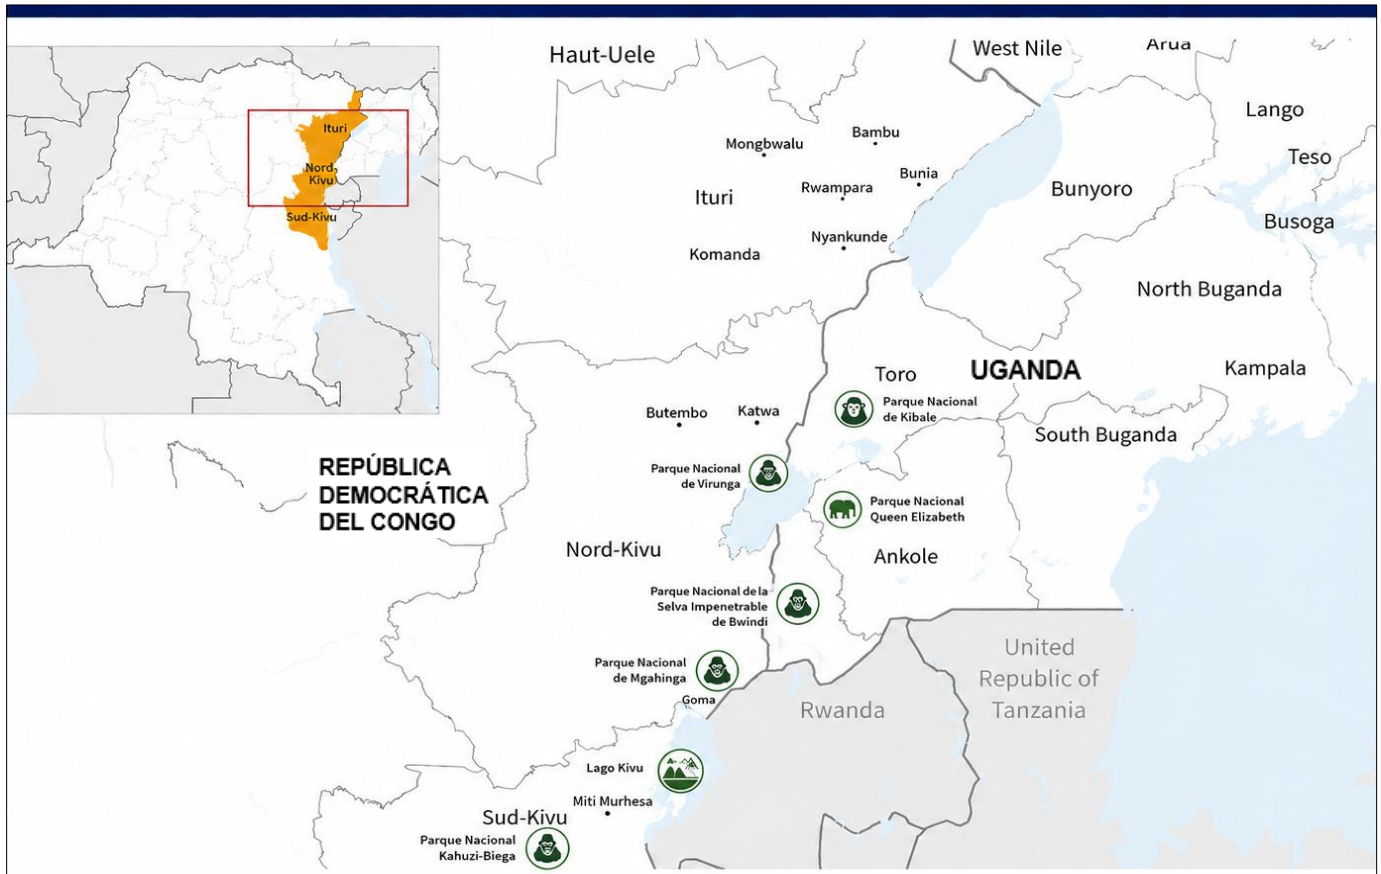 Haut-Uele
West Nile
Arua
Lango
Teso
Busoga
Bunyoro
North Buganda
Kampala
Ituri
Nord-
Kivu
Sud-Kivu
Mongbwalu
Bambu
Bunia
Rwampara
Ituri
Nyankunde
Komanda
Toro
UGANDA
Parque Nacional
de Kibale
South Buganda
Butembo
Katwa
REPÚBLICA
DEMOCRÁTICA
DEL CONGO
Parque Nacional
de Virunga
Parque Nacional
Queen Elizabeth
Nord-Kivu
Ankole
Parque Nacional de la
Selva Impenetrable
de Bwindi
Parque Nacional
de Mgahinga
Goma
Rwanda
United
Republic of
Tanzania
Lago Kivu
Miti Murhesa
Sud-Kivu
Parque Nacional
Kahuzi-Biega